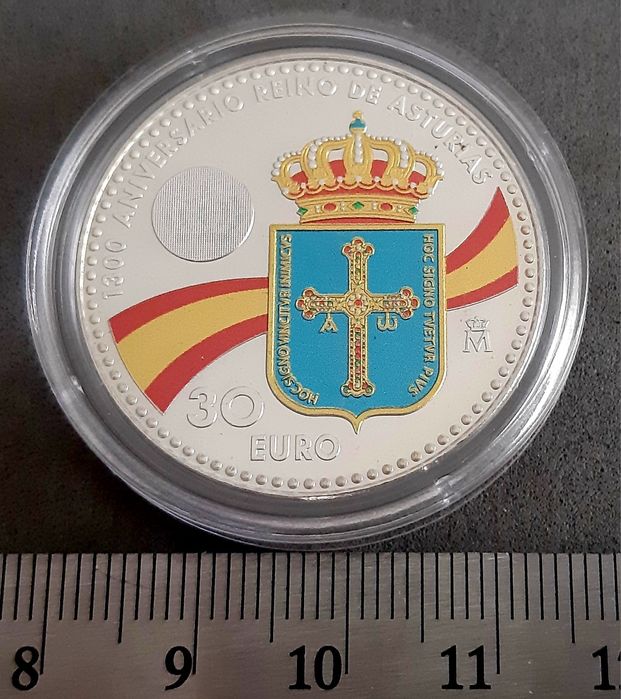 1300 ANIVERSARIO REINO DE ASTURIAS
HOC SIGNO TVETVR PIVS
HOC SIGNO VINCITVR INIMICVS
A ω
M
30
EURO
8 9 10 11 1